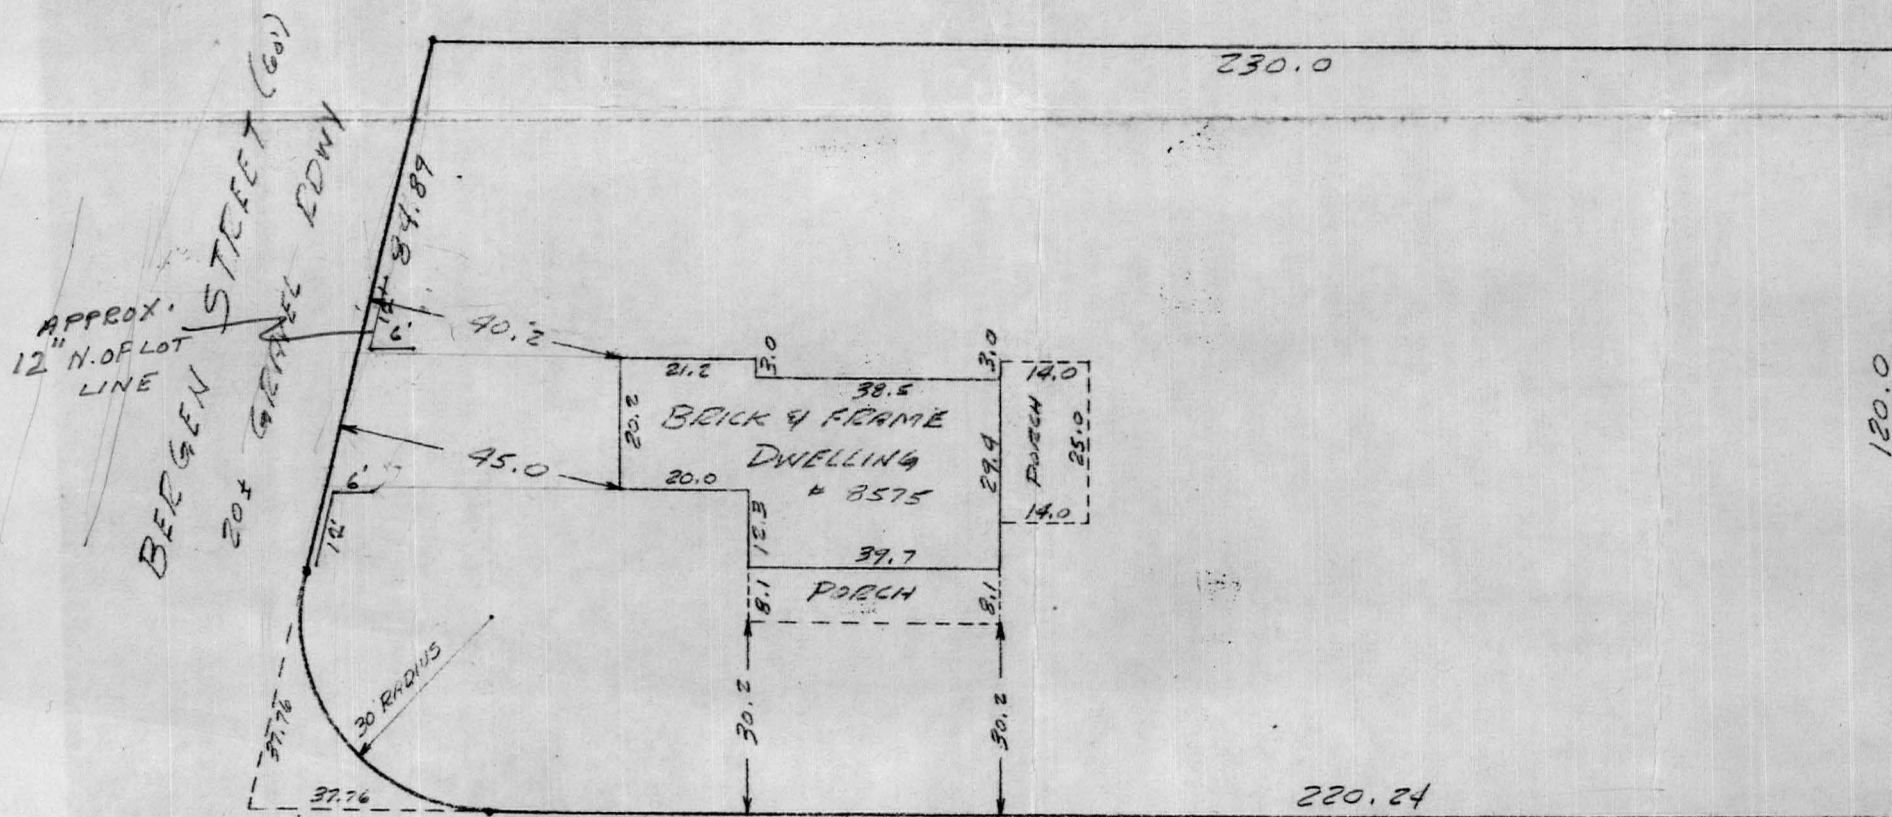 230.0
BERGEN STREET (60')
20± GRAVEL RDWY
84.89
APPROX.
12" N. OF LOT
LINE
12'±
6'
40.2
21.2
3.0
38.5
3.0
14.0
BRICK & FRAME
DWELLING
# 8575
20.2
29.4
PORCH
25.0
120.0
45.0
20.0
14.0
6'
12'
12.3
39.7
8.1
PORCH
8.1
30' RADIUS
37.76
30.2
30.2
37.76
220.24